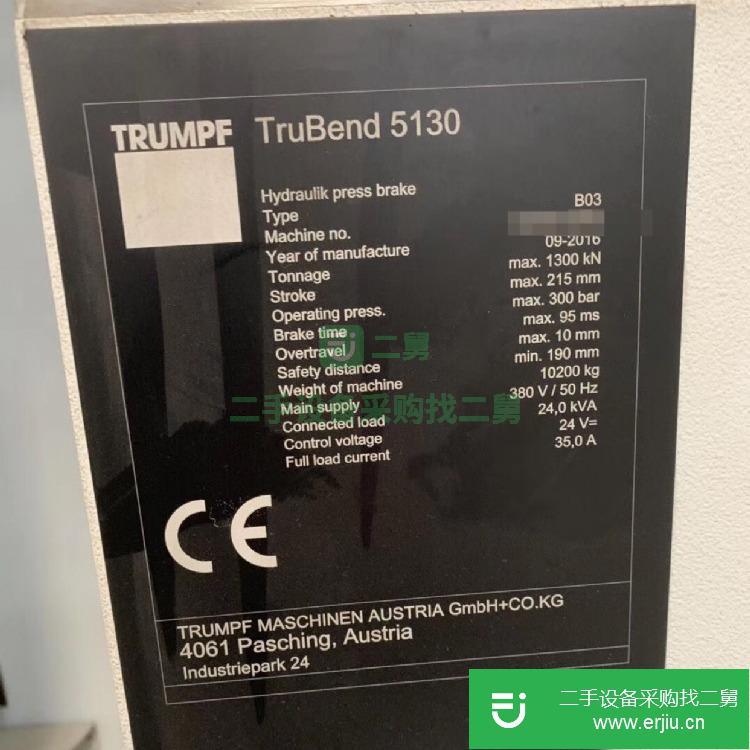 TRUMPF TruBend 5130
Hydraulik press brake
Type B03
Machine no.
Year of manufacture 09-2016
Tonnage max. 1300 kN
Stroke max. 215 mm
Operating press. max. 300 bar
Brake time max. 95 ms
Overtravel max. 10 mm
Safety distance min. 190 mm
Weight of machine 10200 kg
Main supply 380 V / 50 Hz
Connected load 24,0 kVA
Control voltage 24 V=
Full load current 35,0 A
二舅
二手设备采购找二舅
CE
TRUMPF MASCHINEN AUSTRIA GmbH+CO.KG
4061 Pasching, Austria
Industriepark 24
二手设备采购找二舅
www.erjiu.cn